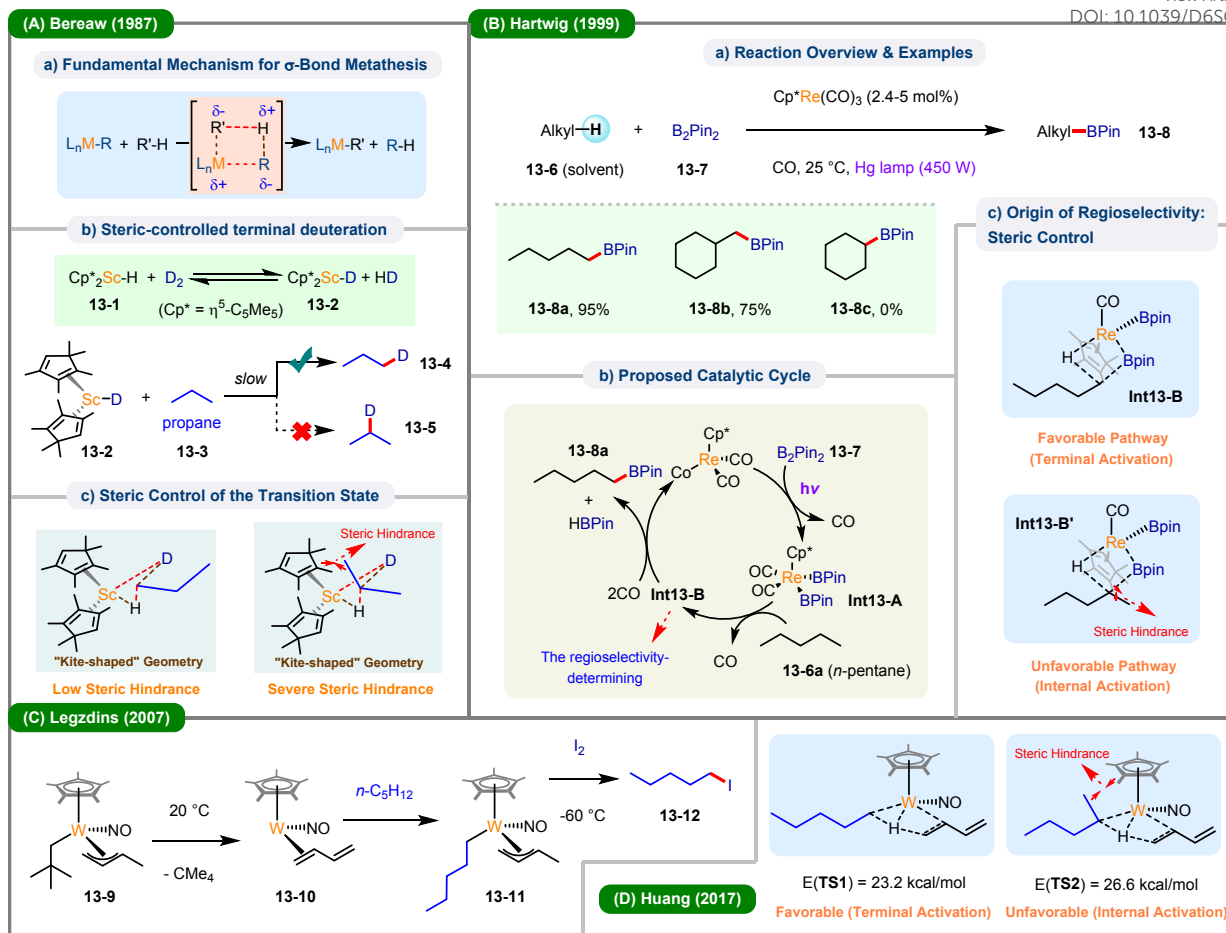 View Art
DOI: 10.1039/D6S
(A) Bereaw (1987)
a) Fundamental Mechanism for σ-Bond Metathesis
LnM-R + R'-H
δ- δ+
R' H
LnM R
δ+ δ-
LnM-R' + R-H
b) Steric-controlled terminal deuteration
Cp*2Sc-H + D2 Cp*2Sc-D + HD
13-1 (Cp* = η5-C5Me5) 13-2
Sc-D + slow
D 13-4
propane
D 13-5
13-2 13-3
c) Steric Control of the Transition State
D
Sc
H
"Kite-shaped" Geometry
Low Steric Hindrance
Steric Hindrance
D
Sc
H
"Kite-shaped" Geometry
Severe Steric Hindrance
(B) Hartwig (1999)
a) Reaction Overview & Examples
Cp*Re(CO)3 (2.4-5 mol%)
Alkyl-H + B2Pin2 Alkyl-BPin 13-8
13-6 (solvent) 13-7 CO, 25 °C, Hg lamp (450 W)
BPin BPin BPin
13-8a, 95% 13-8b, 75% 13-8c, 0%
b) Proposed Catalytic Cycle
Cp*
Re CO
Co CO
B2Pin2 13-7
hv
CO
Cp*
OC Re BPin
OC BPin
Int13-A
13-6a (n-pentane)
CO
Int13-B
The regioselectivity-
determining
2CO
13-8a
BPin
+
HBPin
c) Origin of Regioselectivity:
Steric Control
CO
Re Bpin
H Bpin
Int13-B
Favorable Pathway
(Terminal Activation)
Int13-B'
CO
Re Bpin
H Bpin
Steric Hindrance
Unfavorable Pathway
(Internal Activation)
(C) Legzdins (2007)
W NO
13-9
20 °C
- CMe4
W NO
13-10
n-C5H12
W NO
13-11
I2
-60 °C
I
13-12
(D) Huang (2017)
W NO
H
E(TS1) = 23.2 kcal/mol
Favorable (Terminal Activation)
Steric Hindrance
W NO
H
E(TS2) = 26.6 kcal/mol
Unfavorable (Internal Activation)